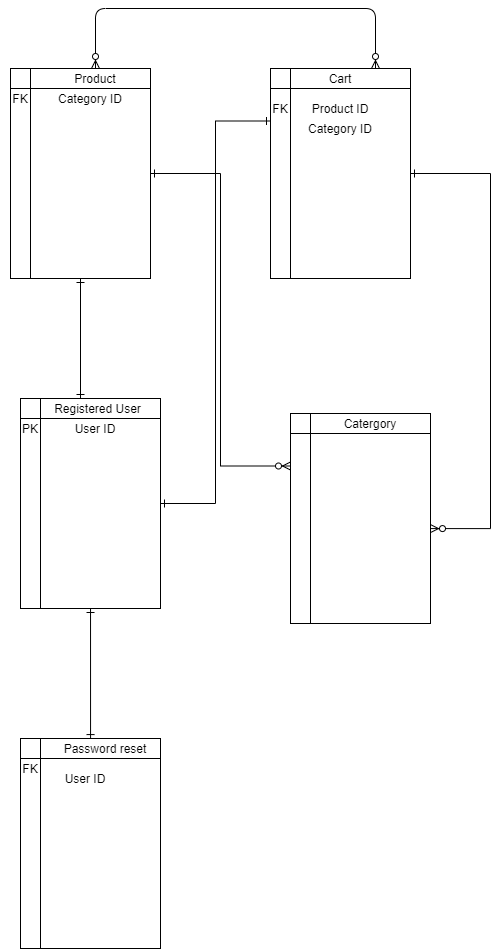 Product
FK
Category ID
Cart
FK
Product ID
Category ID
Registered User
PK
User ID
Catergory
Password reset
FK
User ID